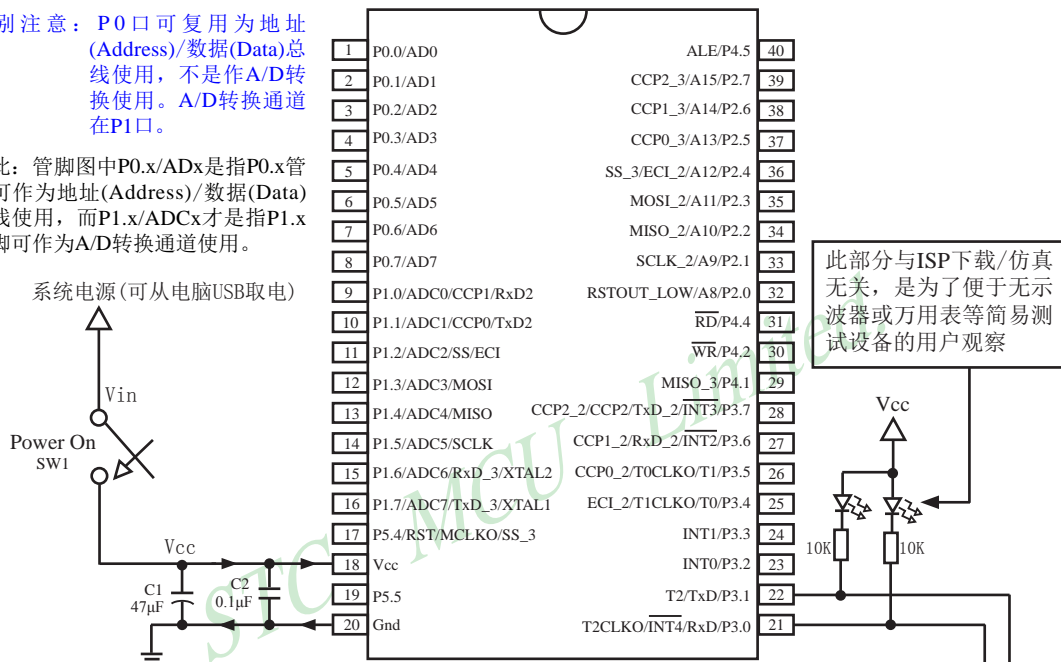 别注意：P0口可复用为地址
(Address)/数据(Data)总
线使用，不是作A/D转
换使用。A/D转换通道
在P1口。
比：管脚图中P0.x/ADx是指P0.x管
可作为地址(Address)/数据(Data)
线使用，而P1.x/ADCx才是指P1.x
脚可作为A/D转换通道使用。
系统电源(可从电脑USB取电)
Vin
Power On
SW1
Vcc
C1
47μF
C2
0.1μF
1 P0.0/AD0
2 P0.1/AD1
3 P0.2/AD2
4 P0.3/AD3
5 P0.4/AD4
6 P0.5/AD5
7 P0.6/AD6
8 P0.7/AD7
9 P1.0/ADC0/CCP1/RxD2
10 P1.1/ADC1/CCP0/TxD2
11 P1.2/ADC2/SS/ECI
12 P1.3/ADC3/MOSI
13 P1.4/ADC4/MISO
14 P1.5/ADC5/SCLK
15 P1.6/ADC6/RxD_3/XTAL2
16 P1.7/ADC7/TxD_3/XTAL1
17 P5.4/RST/MCLKO/SS_3
18 Vcc
19 P5.5
20 Gnd
ALE/P4.5 40
CCP2_3/A15/P2.7 39
CCP1_3/A14/P2.6 38
CCP0_3/A13/P2.5 37
SS_3/ECI_2/A12/P2.4 36
MOSI_2/A11/P2.3 35
MISO_2/A10/P2.2 34
SCLK_2/A9/P2.1 33
RSTOUT_LOW/A8/P2.0 32
RD/P4.4 31
WR/P4.2 30
MISO_3/P4.1 29
CCP2_2/CCP2/TxD_2/INT3/P3.7 28
CCP1_2/RxD_2/INT2/P3.6 27
CCP0_2/T0CLKO/T1/P3.5 26
ECI_2/T1CLKO/T0/P3.4 25
INT1/P3.3 24
INT0/P3.2 23
T2/TxD/P3.1 22
T2CLKO/INT4/RxD/P3.0 21
此部分与ISP下载/仿真
无关，是为了便于无示
波器或万用表等简易测
试设备的用户观察
Vcc
10K
10K
STC MCU Limited.